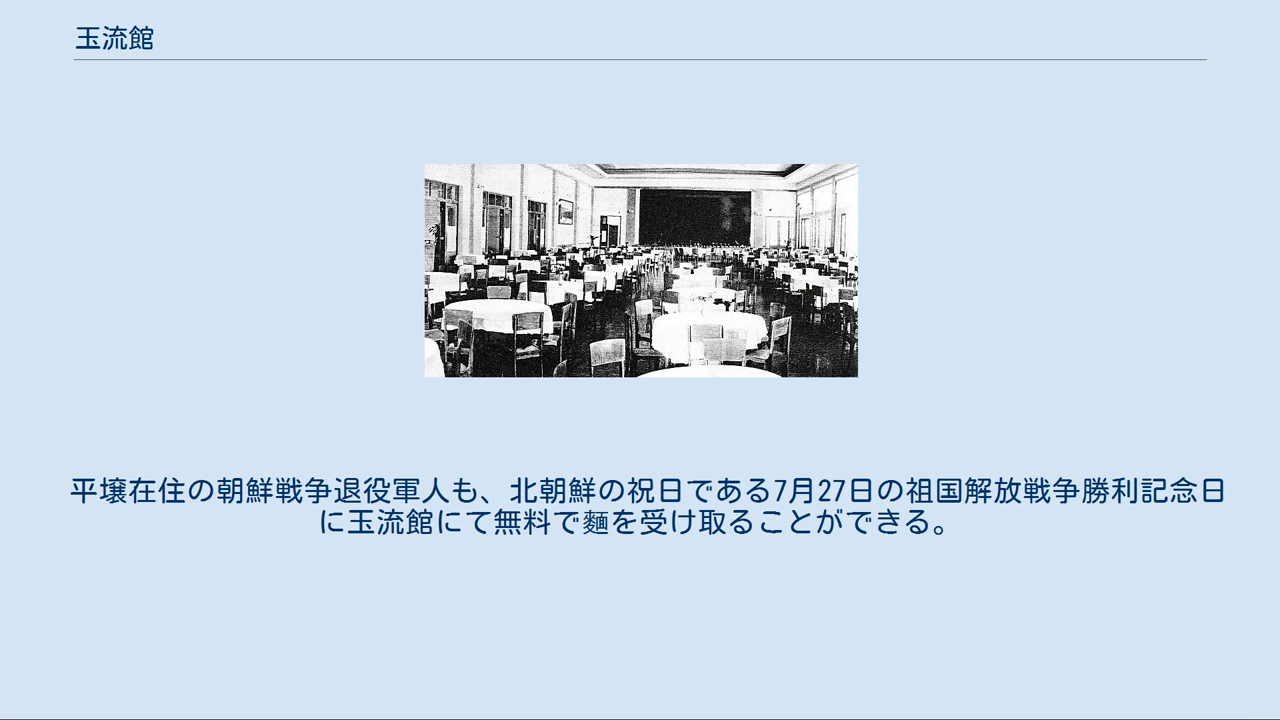 玉流館
平壌在住の朝鮮戦争退役軍人も、北朝鮮の祝日である7月27日の祖国解放戦争勝利記念日
に玉流館にて無料で麵を受け取ることができる。